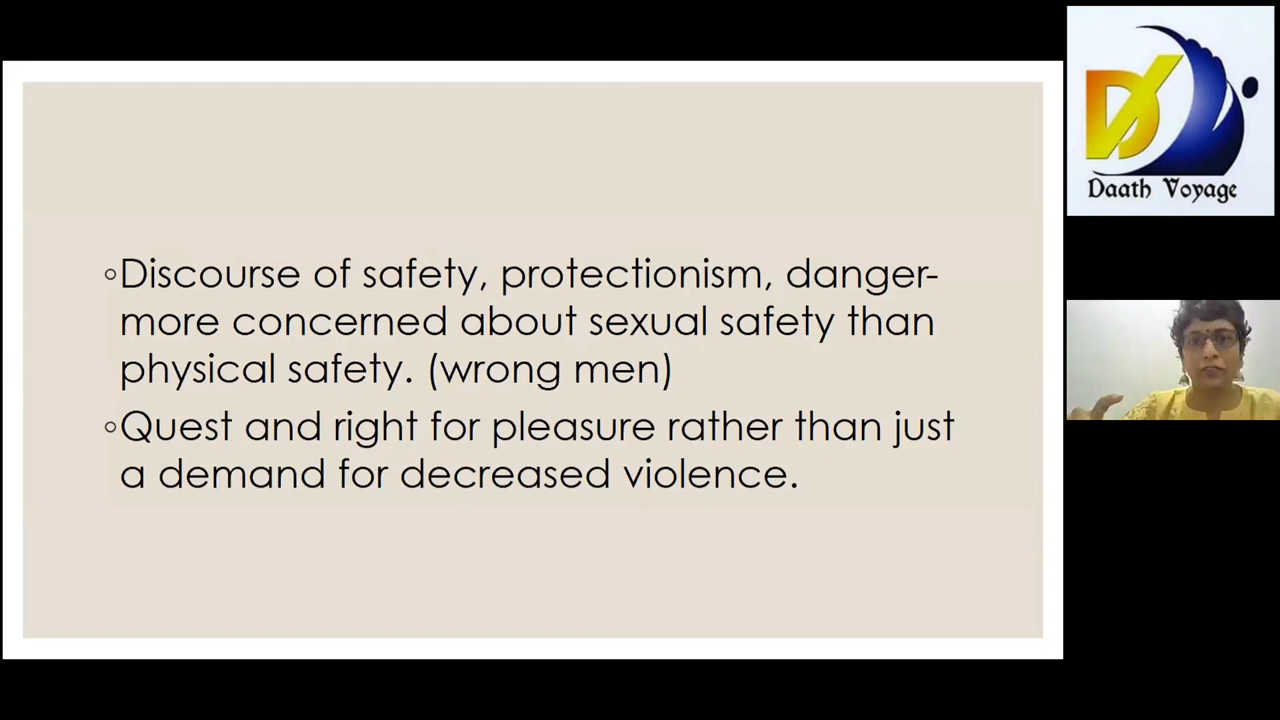 ◦Discourse of safety, protectionism, danger-
more concerned about sexual safety than
physical safety. (wrong men)
◦Quest and right for pleasure rather than just
a demand for decreased violence.
DV
Daath Voyage